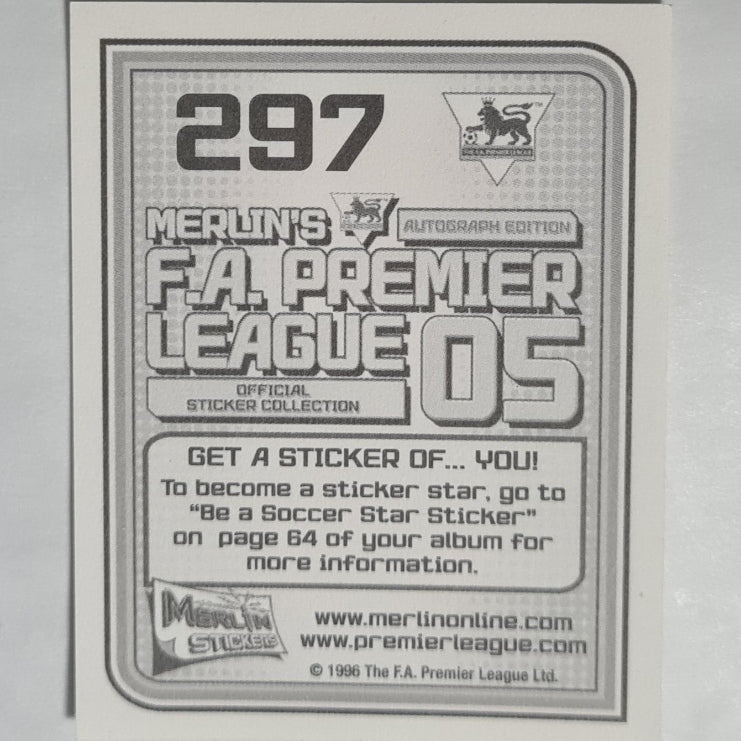 297
MERLIN'S
AUTOGRAPH EDITION
F.A. PREMIER
LEAGUE 05
OFFICIAL
STICKER COLLECTION
GET A STICKER OF... YOU!
To become a sticker star, go to
"Be a Soccer Star Sticker"
on page 64 of your album for
more information.
MERLIN
STICKERS
www.merlinonline.com
www.premierleague.com
© 1996 The F.A. Premier League Ltd.